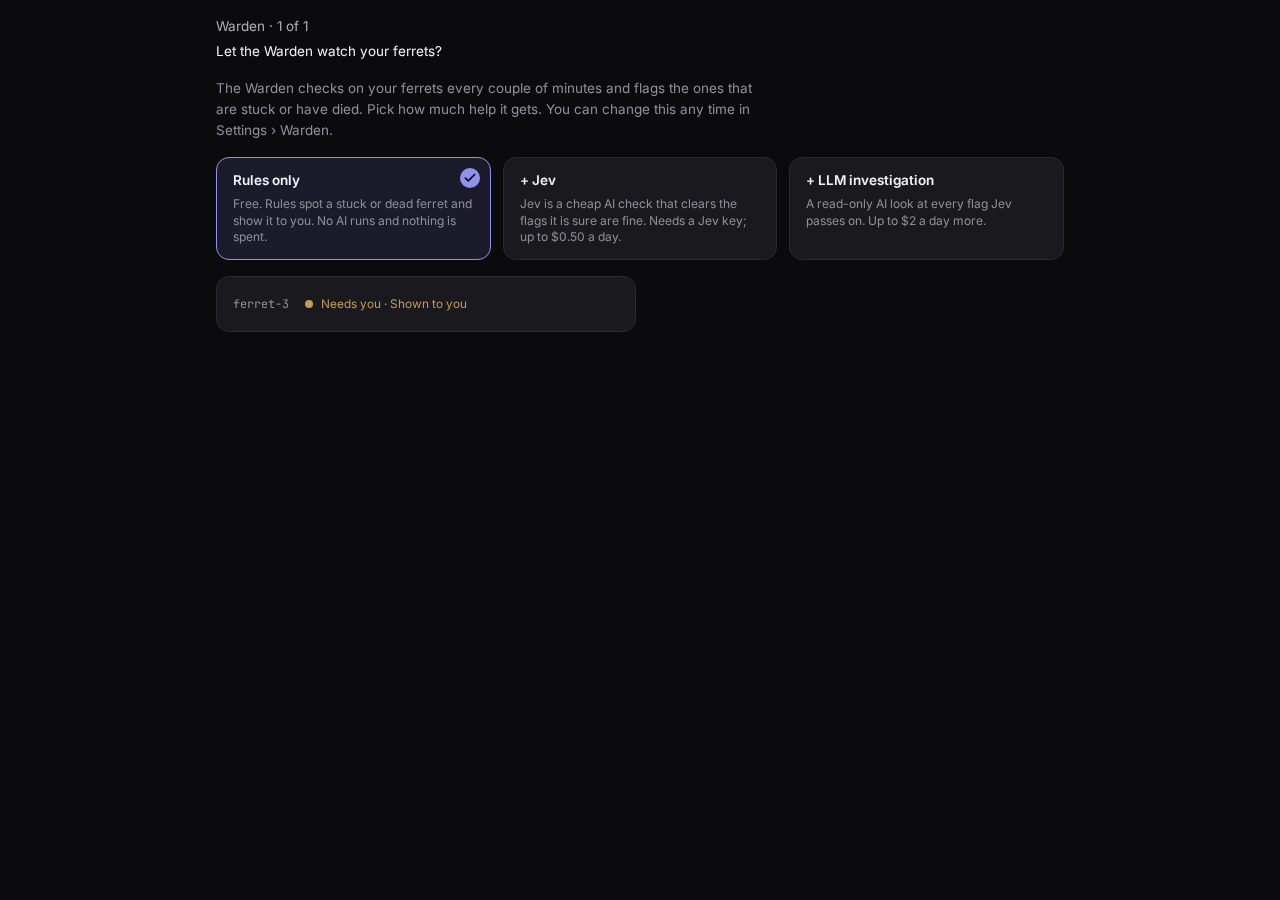 Warden · 1 of 1
Let the Warden watch your ferrets?
The Warden checks on your ferrets every couple of minutes and flags the ones that
are stuck or have died. Pick how much help it gets. You can change this any time in
Settings › Warden.
Rules only
Free. Rules spot a stuck or dead ferret and
show it to you. No AI runs and nothing is
spent.
+ Jev
Jev is a cheap AI check that clears the
flags it is sure are fine. Needs a Jev key;
up to $0.50 a day.
+ LLM investigation
A read-only AI look at every flag Jev
passes on. Up to $2 a day more.
ferret-3 Needs you · Shown to you